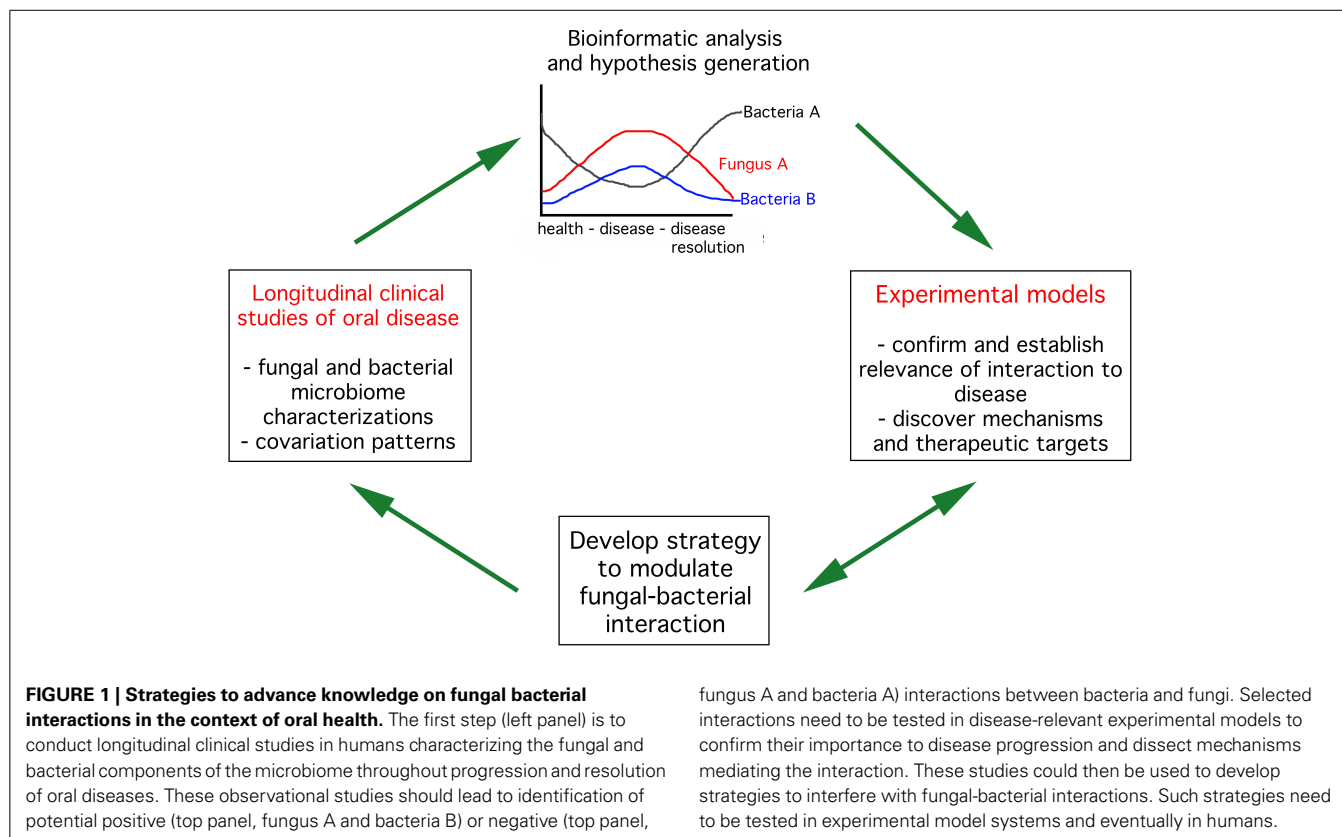 Bioinformatic analysis
and hypothesis generation
Bacteria A
Fungus A
Bacteria B
health - disease - disease
resolution
Longitudinal clinical
studies of oral disease
- fungal and bacterial
microbiome
characterizations
- covariation patterns
Experimental models
- confirm and establish
relevance of interaction to
disease
- discover mechanisms
and therapeutic targets
Develop strategy
to modulate
fungal-bacterial
interaction
FIGURE 1 | Strategies to advance knowledge on fungal bacterial
interactions in the context of oral health. The first step (left panel) is to
conduct longitudinal clinical studies in humans characterizing the fungal and
bacterial components of the microbiome throughout progression and resolution
of oral diseases. These observational studies should lead to identification of
potential positive (top panel, fungus A and bacteria B) or negative (top panel,
fungus A and bacteria A) interactions between bacteria and fungi. Selected
interactions need to be tested in disease-relevant experimental models to
confirm their importance to disease progression and dissect mechanisms
mediating the interaction. These studies could then be used to develop
strategies to interfere with fungal-bacterial interactions. Such strategies need
to be tested in experimental model systems and eventually in humans.